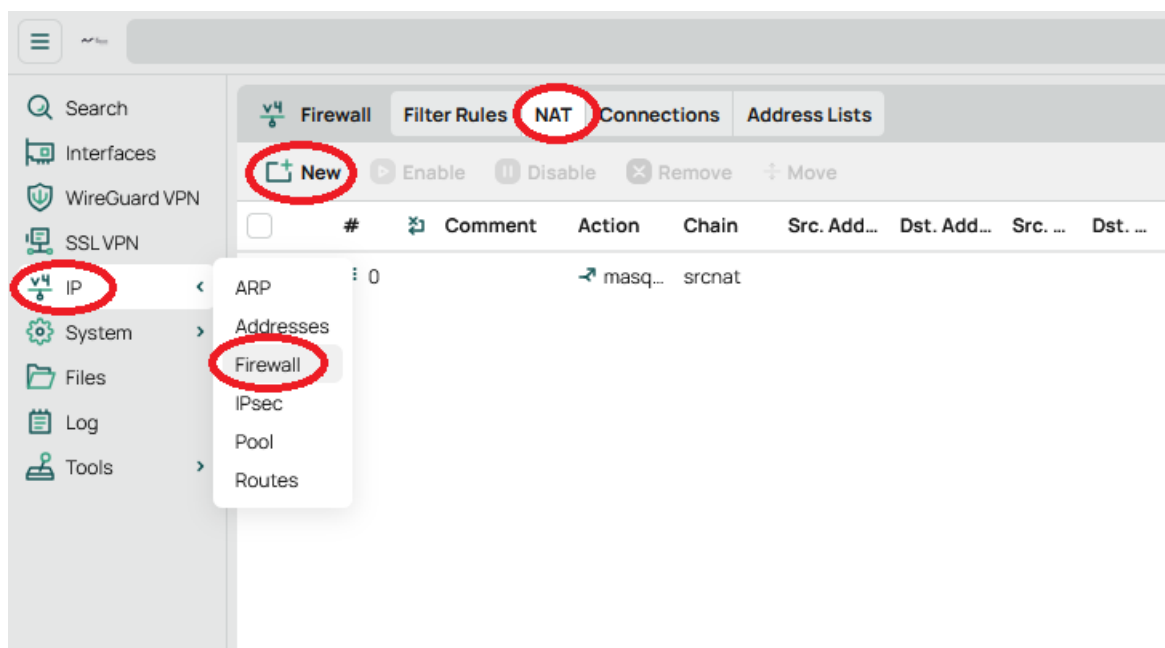 Search
Interfaces
WireGuard VPN
SSL VPN
v4 IP
System
Files
Log
Tools
ARP
Addresses
Firewall
IPsec
Pool
Routes
v4 Firewall Filter Rules NAT Connections Address Lists
New Enable Disable Remove Move
# Comment Action Chain Src. Add... Dst. Add... Src. ... Dst. ...
0 masq... srcnat